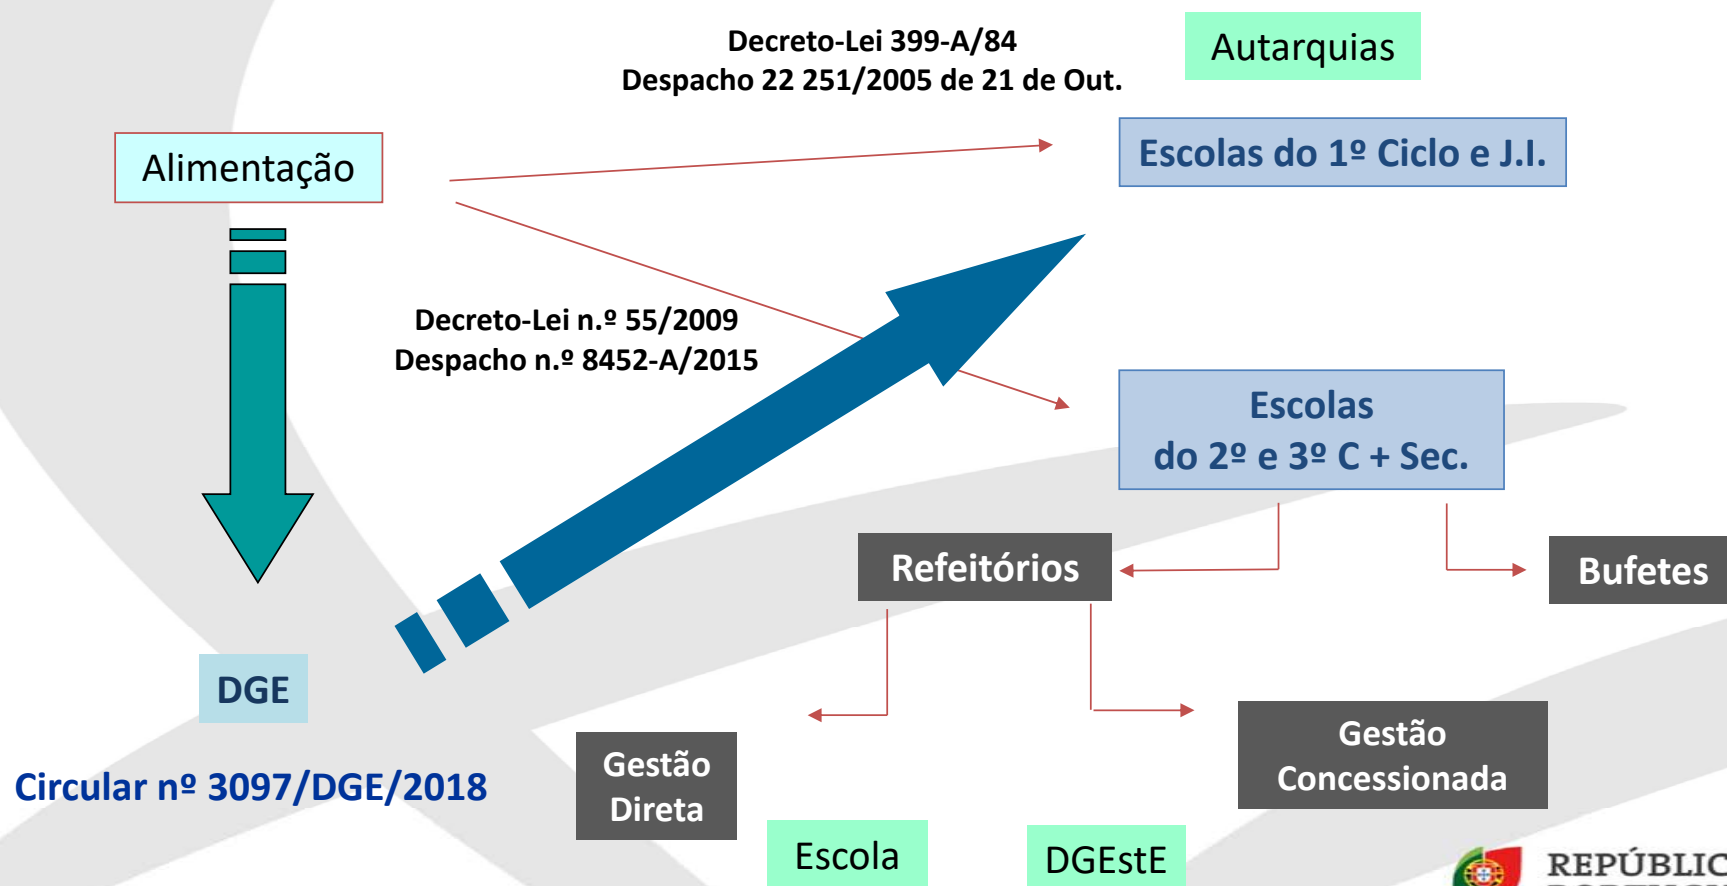 Decreto-Lei 399-A/84
Despacho 22 251/2005 de 21 de Out.
Autarquias
Alimentação
Escolas do 1º Ciclo e J.I.
Decreto-Lei n.º 55/2009
Despacho n.º 8452-A/2015
Escolas
do 2º e 3º C + Sec.
Refeitórios
Bufetes
DGE
Circular nº 3097/DGE/2018
Gestão
Direta
Gestão
Concessionada
Escola
DGEstE
REPÚBLIC